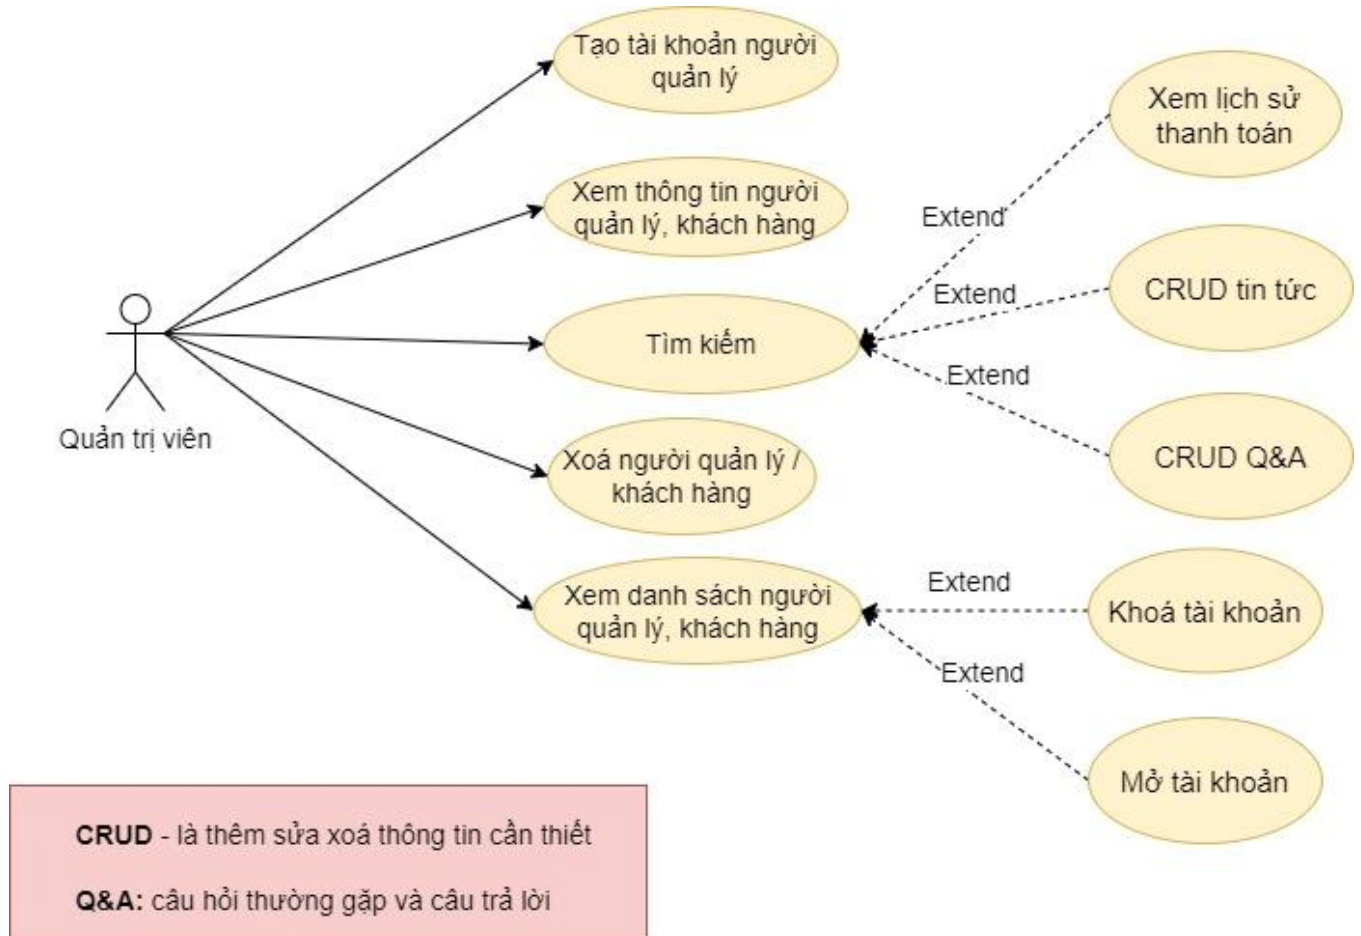 Tạo tài khoản người
quản lý
Xem lịch sử
thanh toán
Xem thông tin người
quản lý, khách hàng
Extend
CRUD tin tức
Extend
Tìm kiếm
Extend
Quản trị viên
Xoá người quản lý /
khách hàng
CRUD Q&A
Extend
Xem danh sách người
quản lý, khách hàng
Khoá tài khoản
Extend
Mở tài khoản
CRUD - là thêm sửa xoá thông tin cần thiết
Q&A: câu hỏi thường gặp và câu trả lời